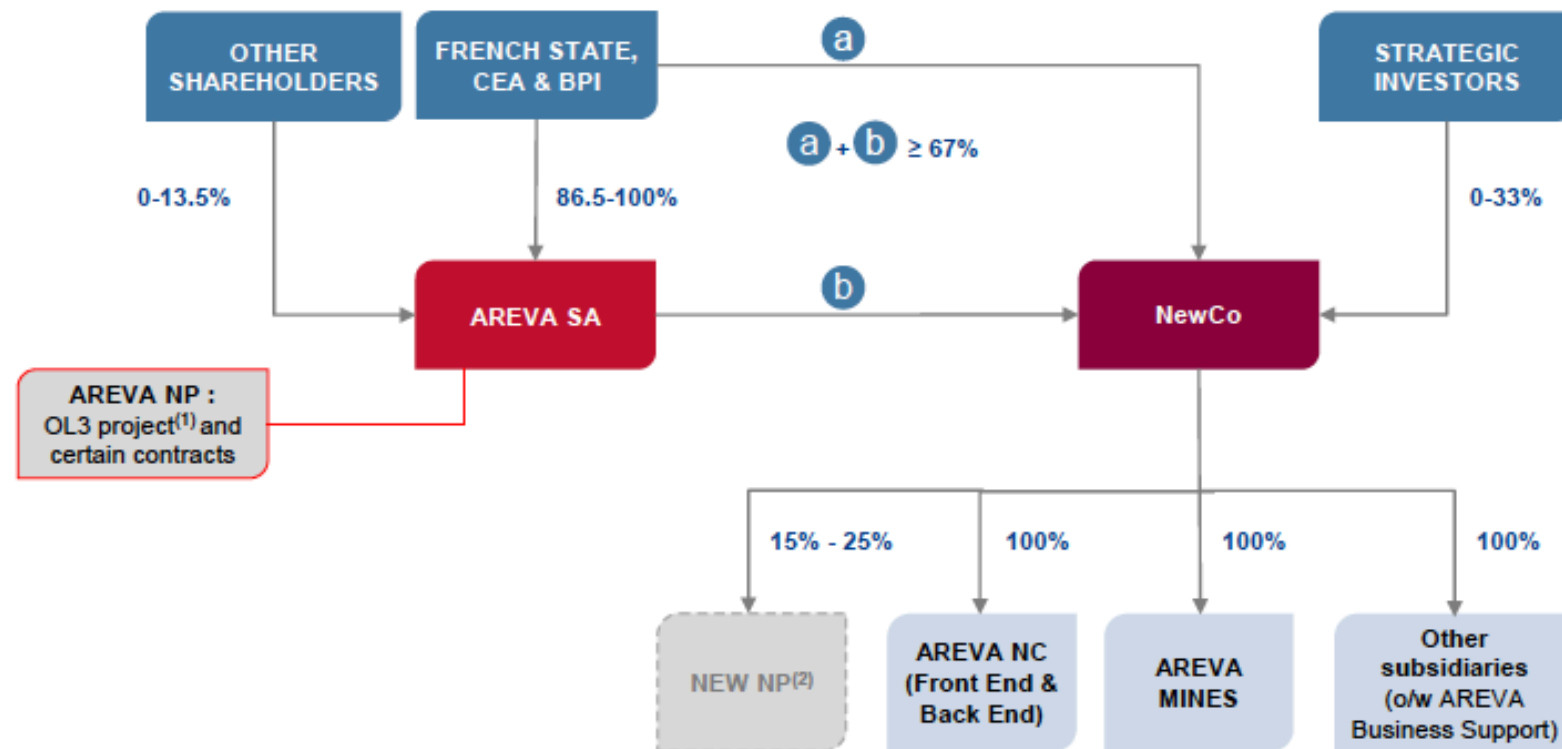 OTHER
SHAREHOLDERS
FRENCH STATE,
CEA & BPI
a
STRATEGIC
INVESTORS
a + b ≥ 67%
0-13.5%
86.5-100%
0-33%
AREVA SA
b
NewCo
AREVA NP :
OL3 project(1) and
certain contracts
15% - 25%
100%
100%
100%
NEW NP(2)
AREVA NC
(Front End &
Back End)
AREVA
MINES
Other
subsidiaries
(o/w AREVA
Business Support)